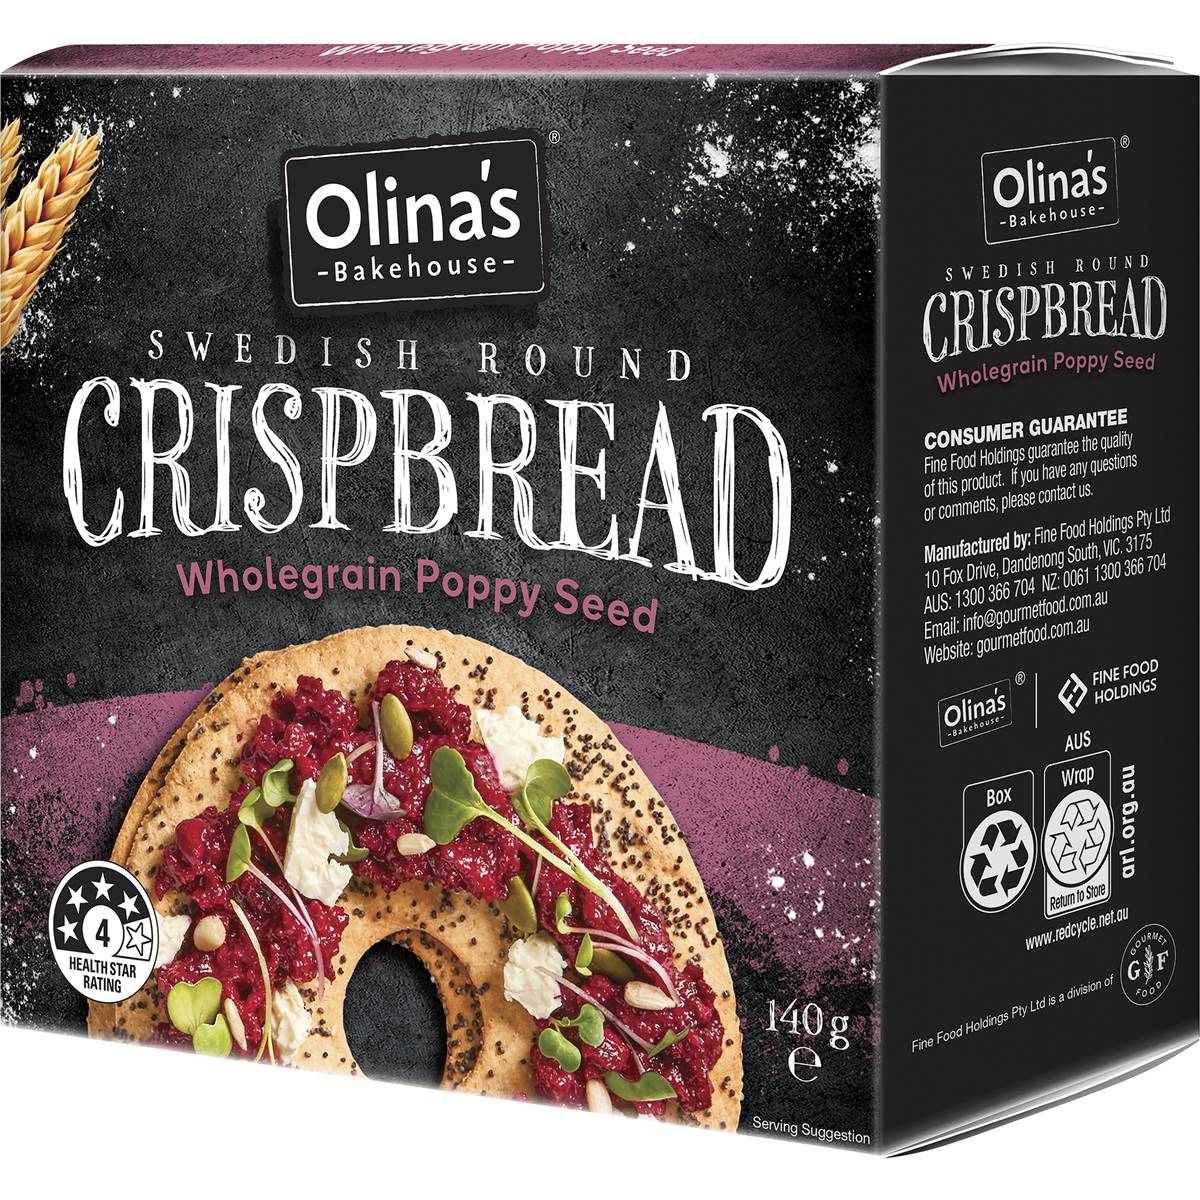 Wholegrain Poppy Seed
Olina's
®
-Bakehouse-
SWEDISH ROUND
CRISPBREAD
Wholegrain Poppy Seed
4
HEALTH STAR
RATING
140g
e
Serving Suggestion
Olina's
®
-Bakehouse-
SWEDISH ROUND
CRISPBREAD
Wholegrain Poppy Seed
CONSUMER GUARANTEE
Fine Food Holdings guarantee the quality
of this product. If you have any questions
or comments, please contact us.
Manufactured by: Fine Food Holdings Pty Ltd
10 Fox Drive, Dandenong South, VIC. 3175
AUS: 1300 366 704 NZ: 0061 1300 366 704
Email: info@gourmetfood.com.au
Website: gourmetfood.com.au
Olina's
®
-Bakehouse-
FINE FOOD
HOLDINGS
AUS
Box
Wrap
Return to Store
arl.org.au
www.redcycle.net.au
Fine Food Holdings Pty Ltd is a division of
GOURMET
G F
FOOD